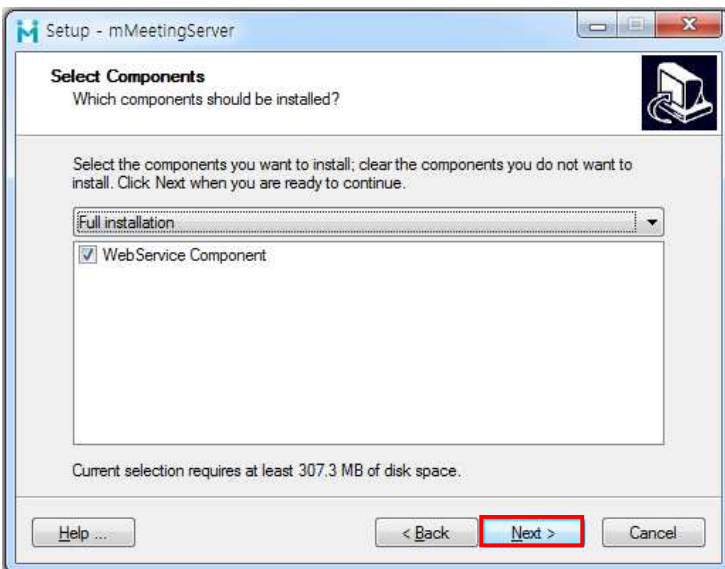 Setup - mMeetingServer
Select Components
Which components should be installed?
Select the components you want to install; clear the components you do not want to
install. Click Next when you are ready to continue.
Full installation
WebService Component
Current selection requires at least 307.3 MB of disk space.
Help ...
< Back
Next >
Cancel